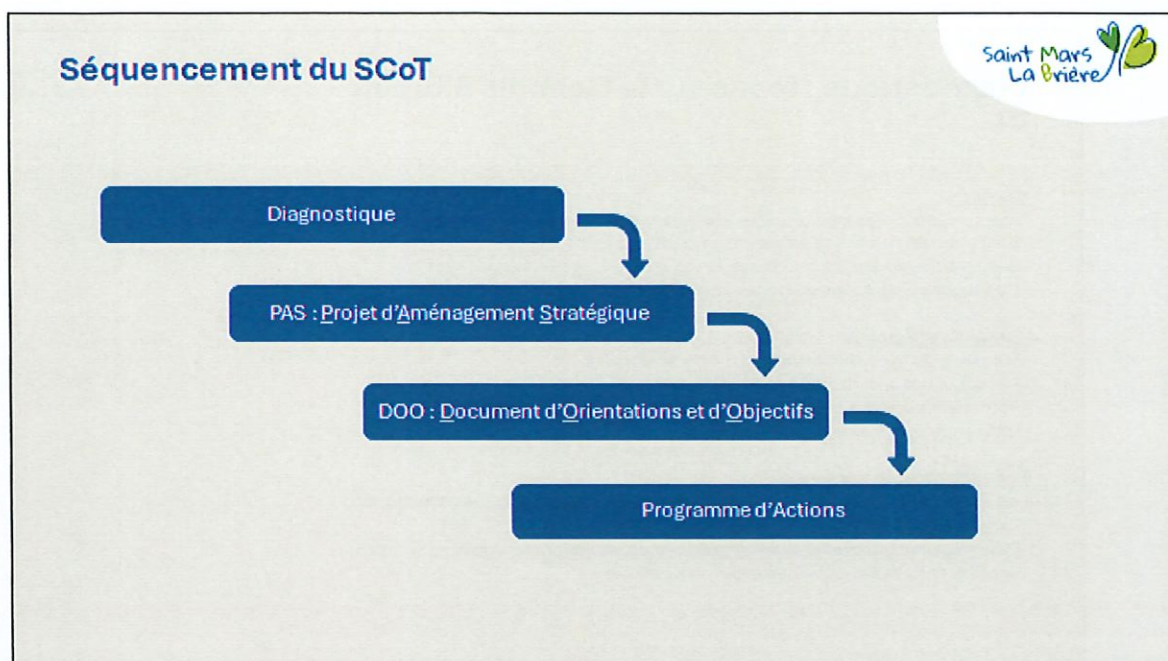 Séquencement du SCoT
Saint Mars
La Brière
Diagnostique
PAS : Projet d'Aménagement Stratégique
DOO : Document d'Orientations et d'Objectifs
Programme d'Actions